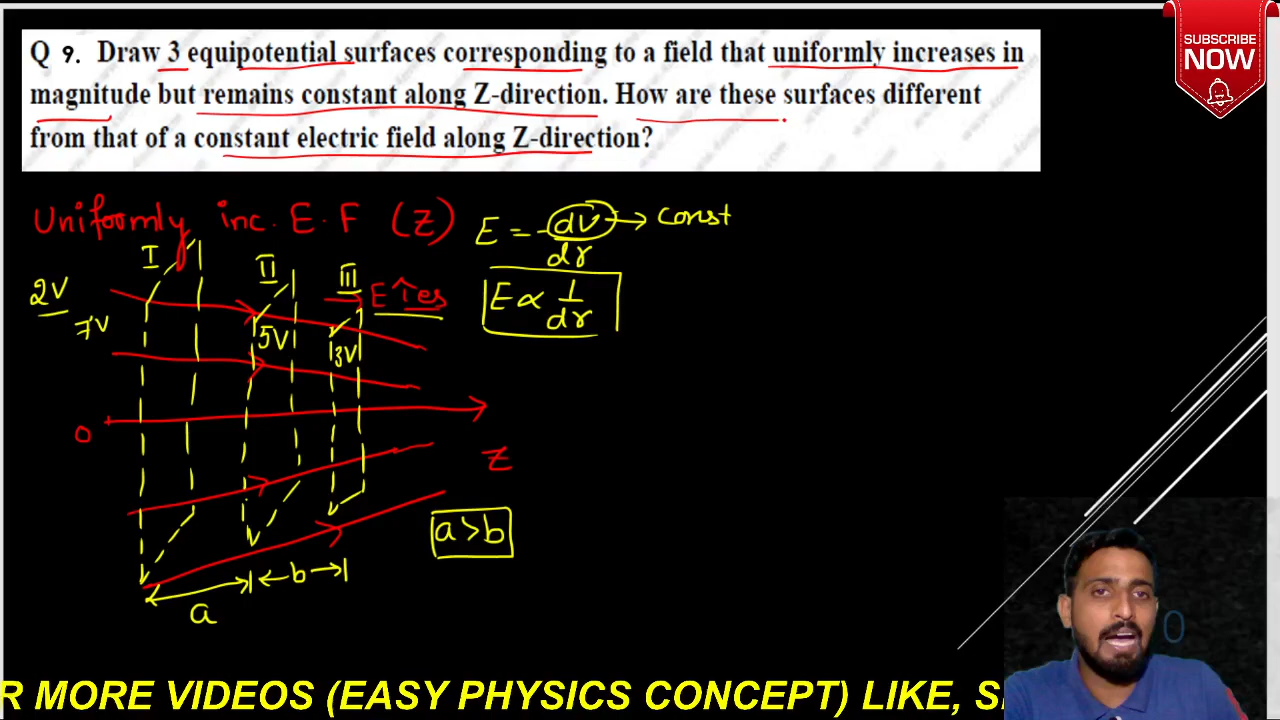 SUBSCRIBE
NOW
Q 9. Draw 3 equipotential surfaces corresponding to a field that uniformly increases in
magnitude but remains constant along Z-direction. How are these surfaces different
from that of a constant electric field along Z-direction?
Uniformly inc. E.F (Z)
E = -dV/dr → const
E ∝ 1/dr
I
II
III
E↑es
2V
7V
5V
3V
O
Z
a > b
a
b
R MORE VIDEOS (EASY PHYSICS CONCEPT) LIKE, S